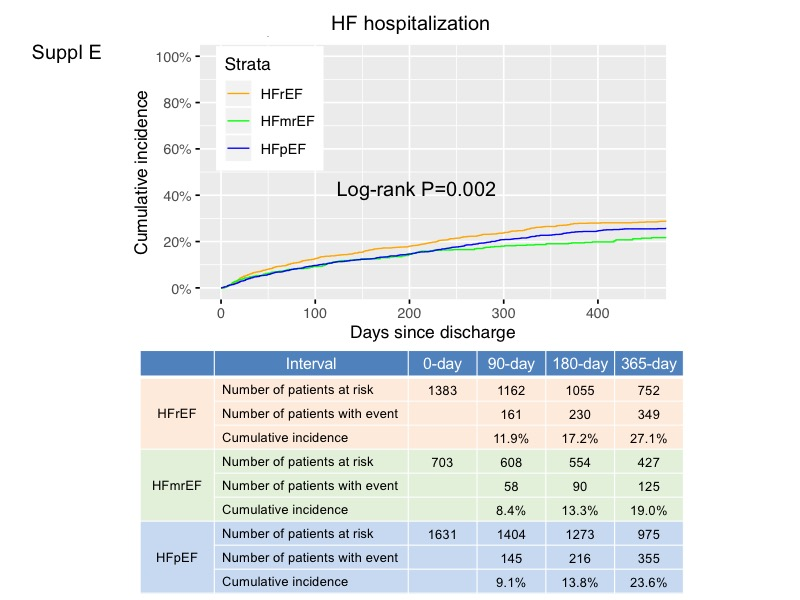 HF hospitalization
Suppl E
Strata
HFrEF
HFmrEF
HFpEF
Log-rank P=0.002
Cumulative incidence
100%
80%
60%
40%
20%
0%
0 100 200 300 400
Days since discharge
Interval 0-day 90-day 180-day 365-day
HFrEF
Number of patients at risk 1383 1162 1055 752
Number of patients with event 161 230 349
Cumulative incidence 11.9% 17.2% 27.1%
HFmrEF
Number of patients at risk 703 608 554 427
Number of patients with event 58 90 125
Cumulative incidence 8.4% 13.3% 19.0%
HFpEF
Number of patients at risk 1631 1404 1273 975
Number of patients with event 145 216 355
Cumulative incidence 9.1% 13.8% 23.6%